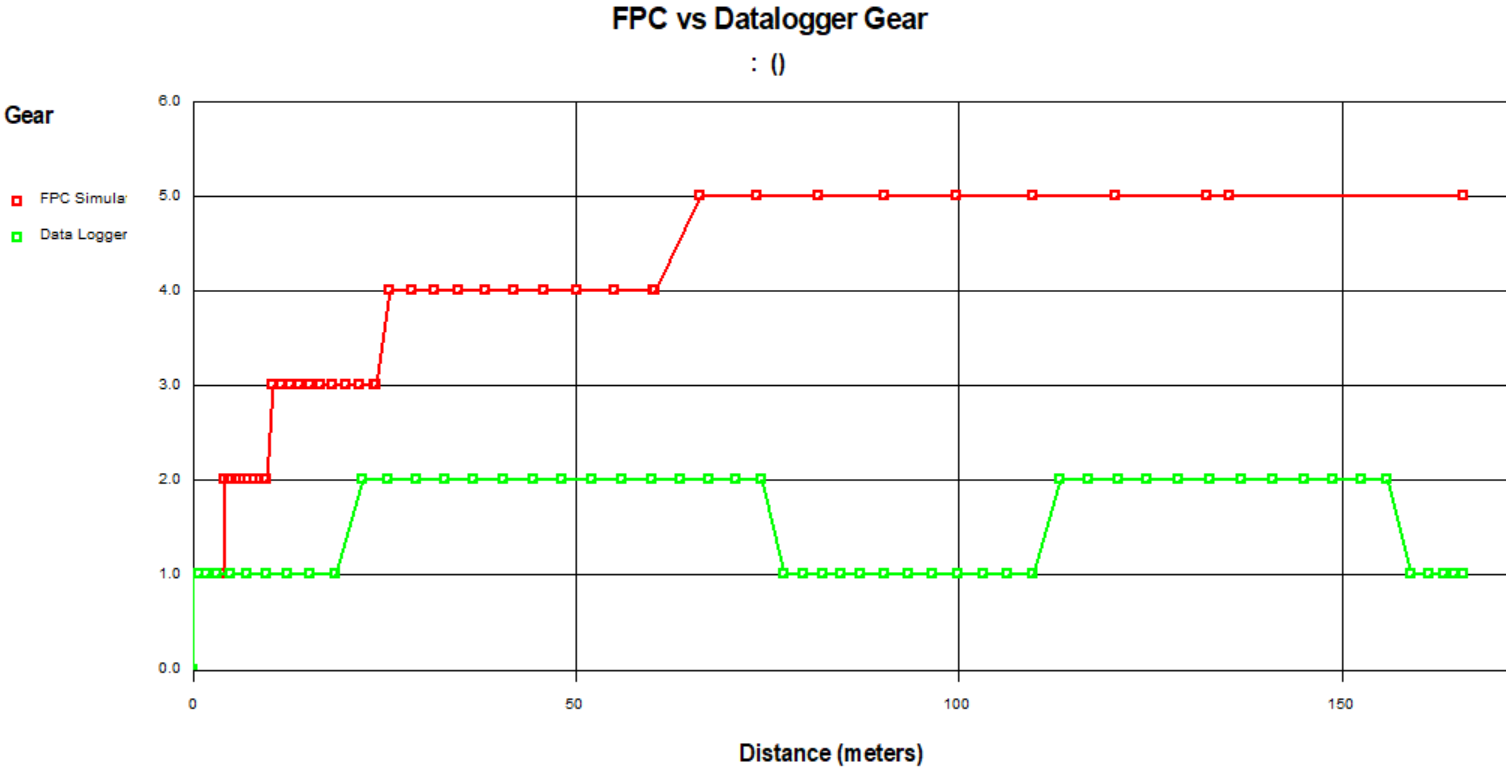 FPC vs Datalogger Gear
: ()
Gear
FPC Simula
Data Logger
6.0
5.0
4.0
3.0
2.0
1.0
0.0
0 50 100 150
Distance (meters)